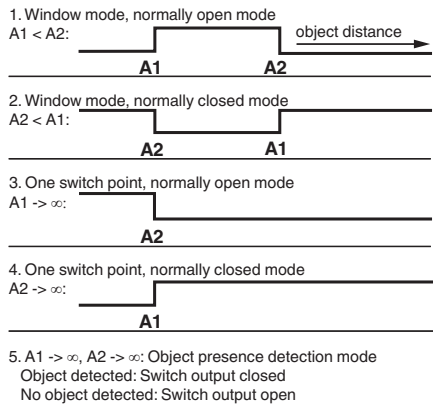 1. Window mode, normally open mode
A1 < A2:
object distance
A1
A2
2. Window mode, normally closed mode
A2 < A1:
A2
A1
3. One switch point, normally open mode
A1 -> ∞:
A2
4. One switch point, normally closed mode
A2 -> ∞:
A1
5. A1 -> ∞, A2 -> ∞: Object presence detection mode
Object detected: Switch output closed
No object detected: Switch output open